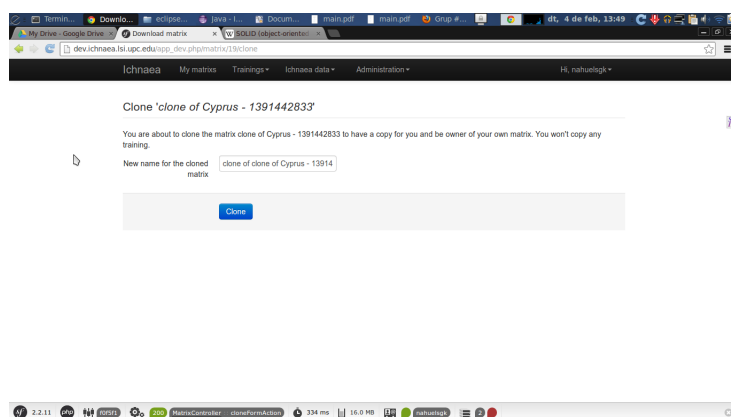 Termin... Downlo... eclipse... Java - I... Docum... main.pdf main.pdf Grup #... dt, 4 de feb, 13:49
My Drive - Google Drive × Download matrix × SOLID (object-oriented ×
dev.ichnaea.lsi.upc.edu/app_dev.php/matrix/19/clone
Ichnaea My matrixs Trainings Ichnaea data Administration Hi, nahuelsgk
Clone 'clone of Cyprus - 1391442833'
You are about to clone the matrix clone of Cyprus - 1391442833 to have a copy for you and be owner of your own matrix. You won't copy any
training.
New name for the cloned clone of clone of Cyprus - 13914
matrix
Clone
sf 2.2.11 php f0f5f1 200 MatrixController cloneFormAction 334 ms 16.0 MB nahuelsgk 2